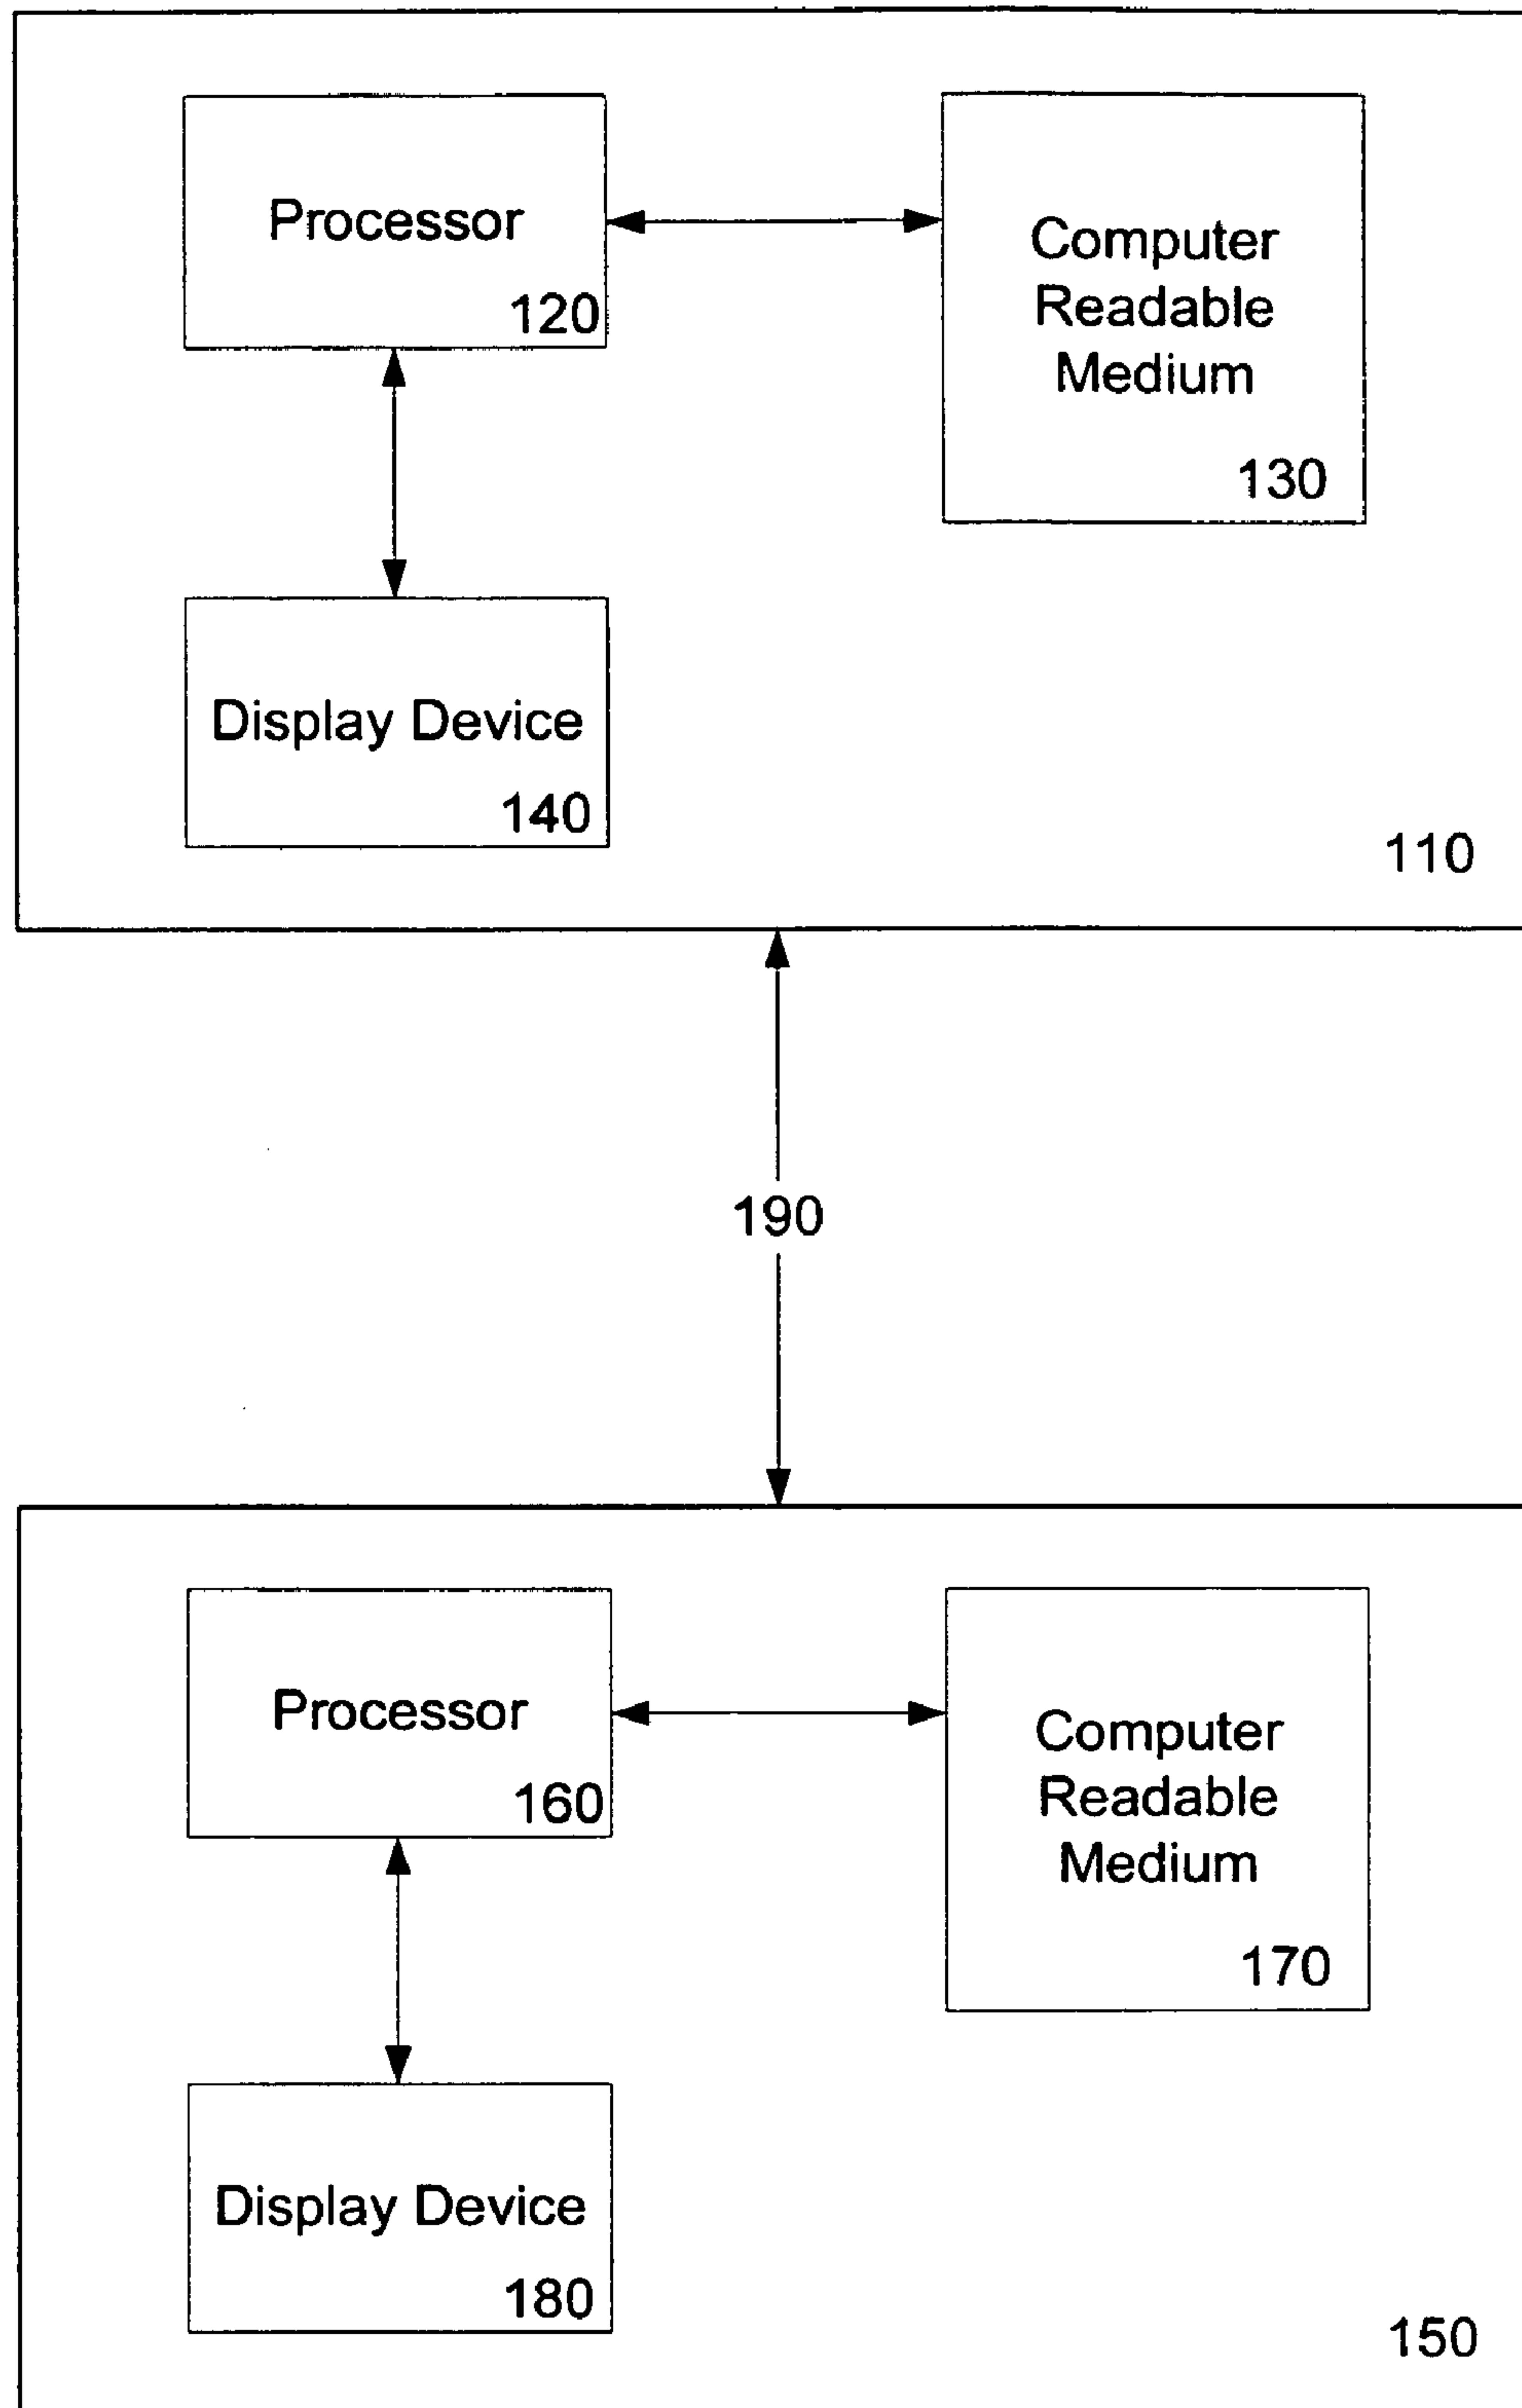 Processor
120
Computer
Readable
Medium
130
Display Device
140
110
190
Processor
160
Computer
Readable
Medium
170
Display Device
180
150